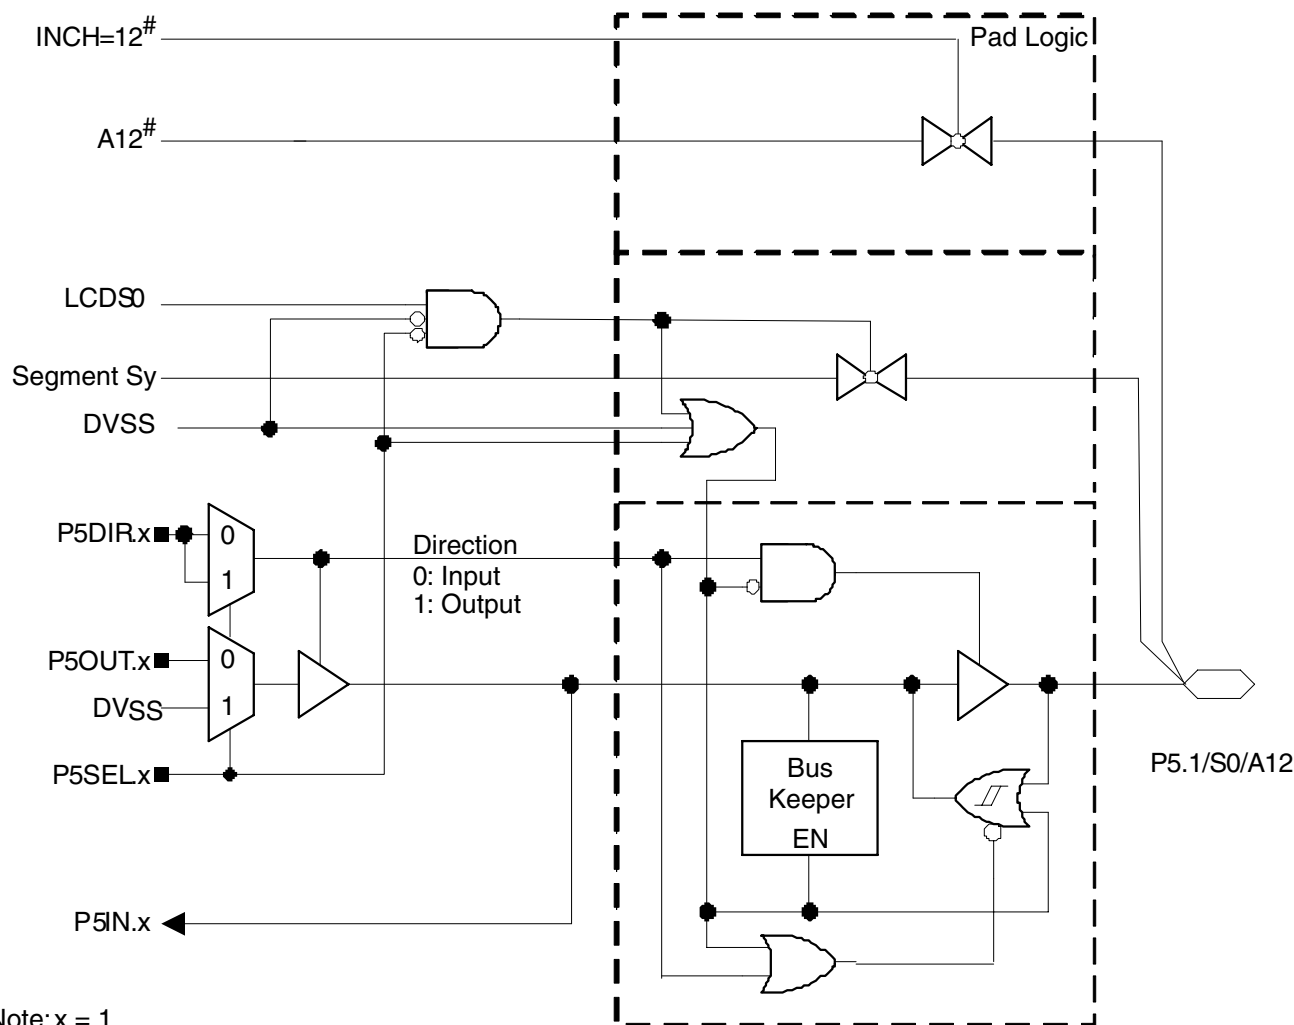 INCH=12#
Pad Logic
A12#
LCDS0
Segment Sy
DVSS
P5DIR.x
0
1
Direction
0: Input
1: Output
P5OUT.x
0
DVSS
1
P5SEL.x
Bus
Keeper
EN
P5.1/S0/A12
P5IN.x
Note: x = 1